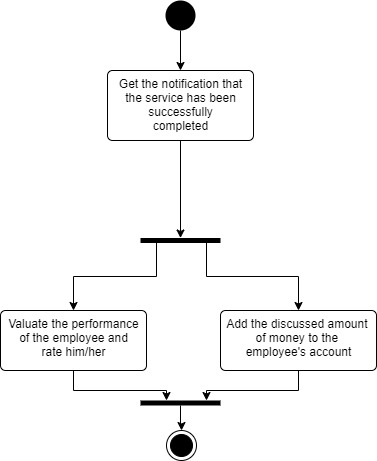 Get the notification that
the service has been
successfully
completed
Valuate the performance
of the employee and
rate him/her
Add the discussed amount
of money to the
employee's account